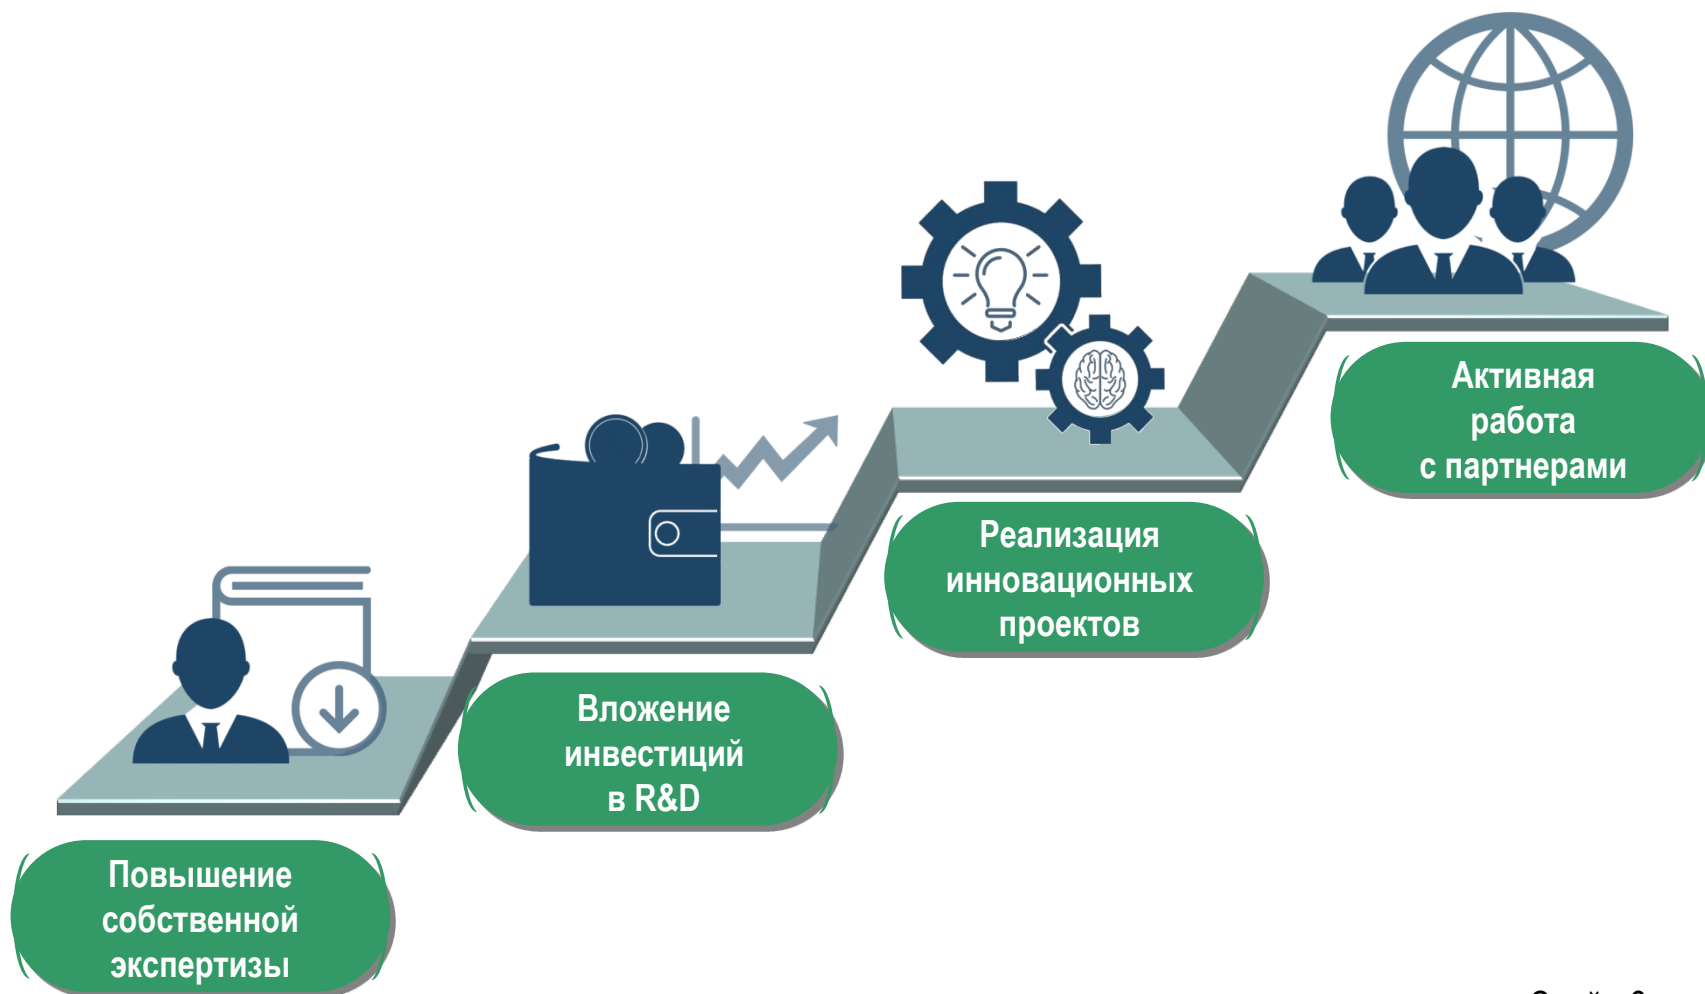 Активная
работа
с партнерами
Реализация
инновационных
проектов
Вложение
инвестиций
в R&D
Повышение
собственной
экспертизы